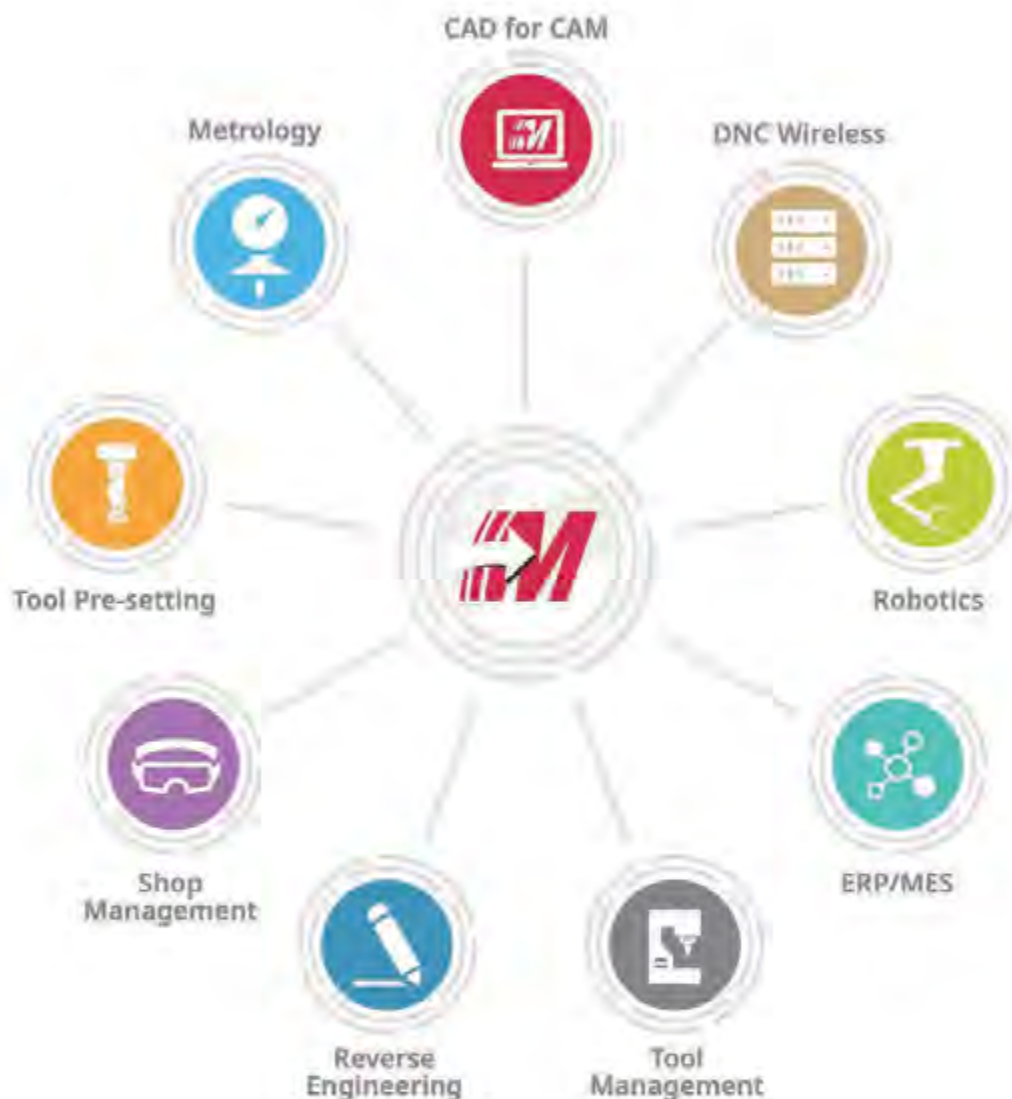 CAD for CAM
Metrology
DNC Wireless
Tool Pre-setting
Robotics
Shop
Management
ERP/MES
Reverse
Engineering
Tool
Management
M